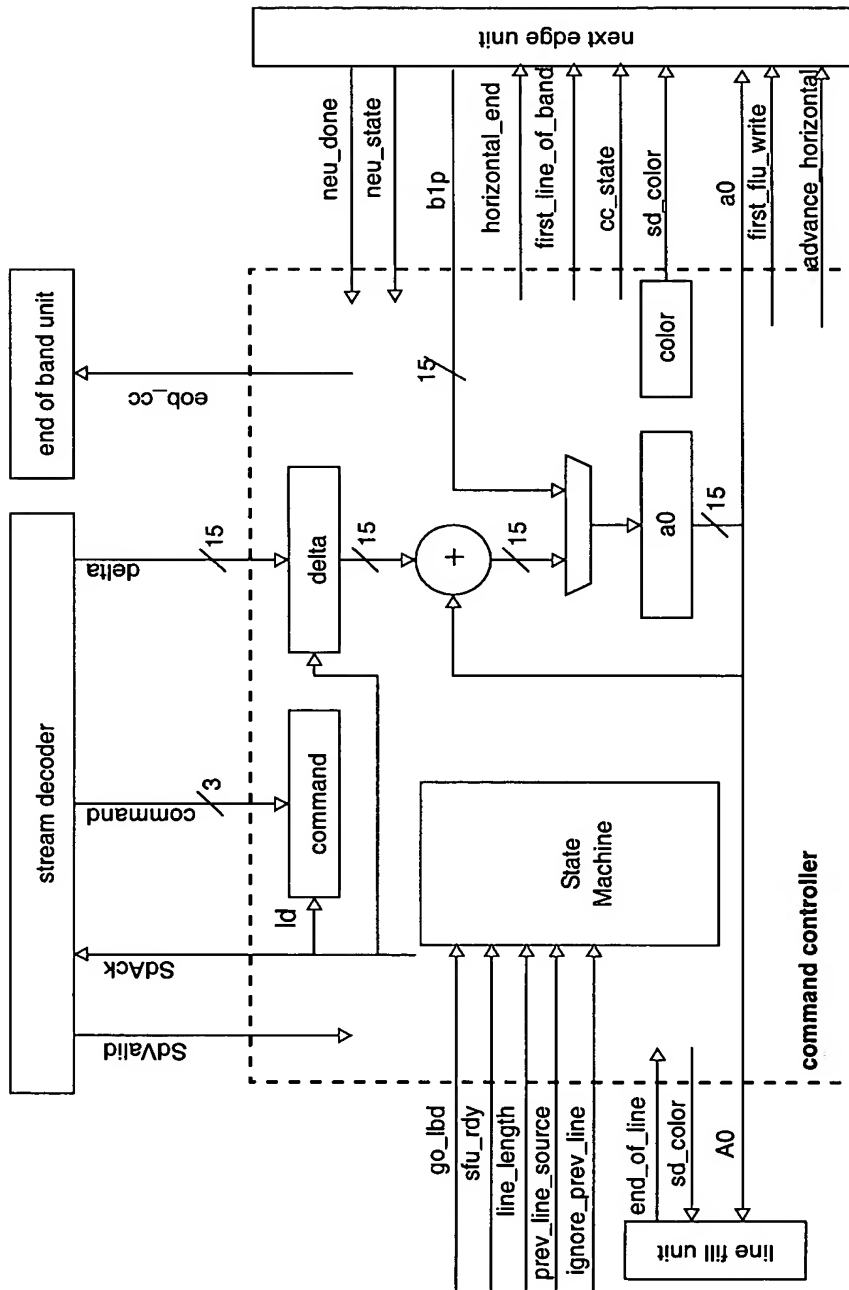 stream decoder
end of band unit
SdValid
SdAck
command
3
delta
15
eob_cc
neu_done
neu_state
b1p
horizontal_end
first_line_of_band
cc_state
sd_color
a0
first_flu_write
advance_horizontal
next edge unit
ld
command
delta
15
+
15
15
a0
15
color
State
Machine
go_lbd
sfu_rdy
line_length
prev_line_source
ignore_prev_line
end_of_line
sd_color
A0
line fill unit
command controller